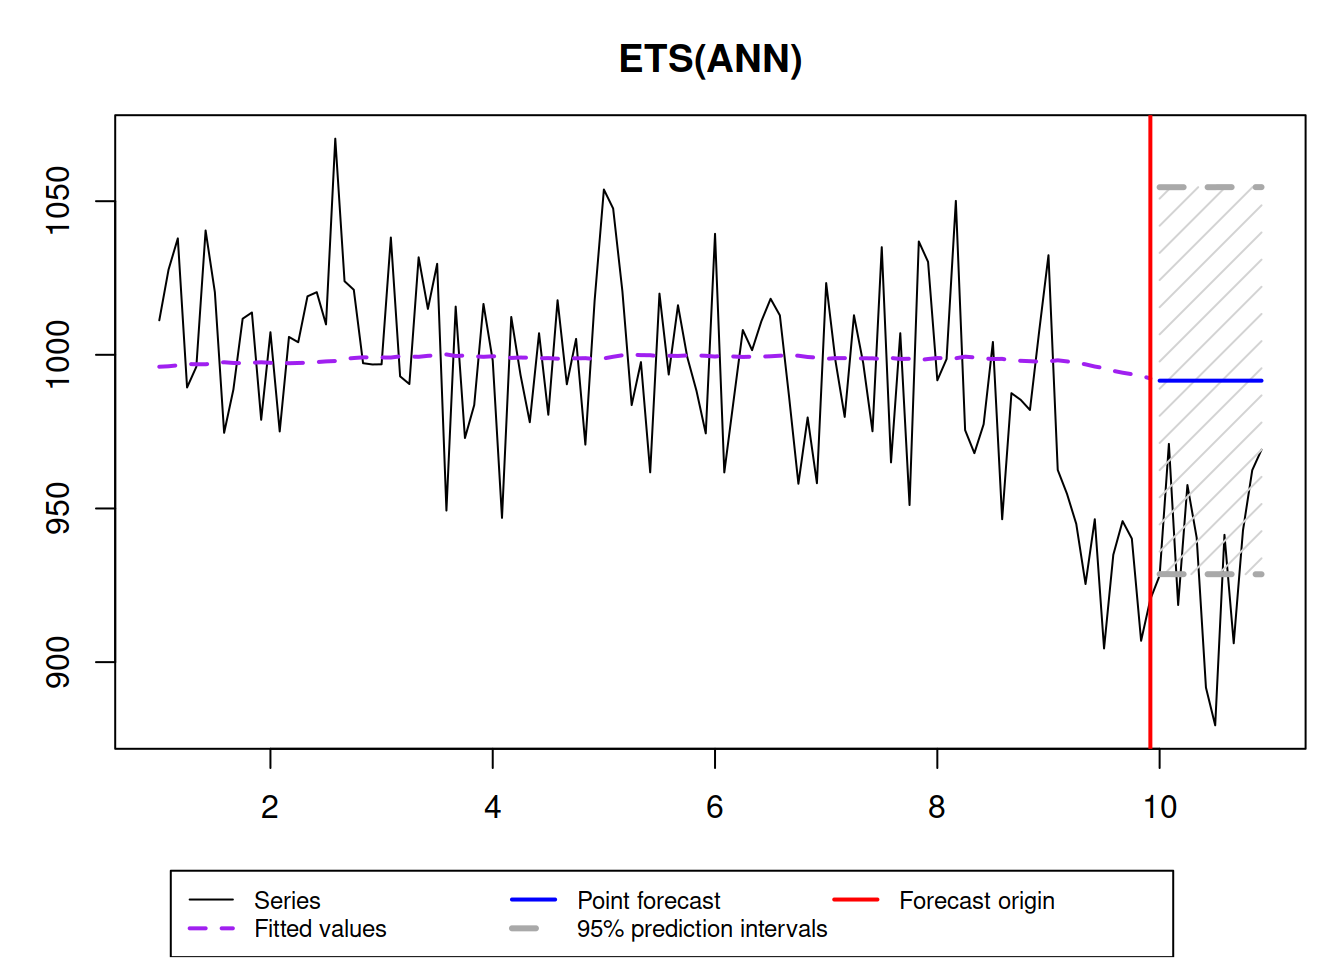 ETS(ANN)
1050
1000
950
900
2 4 6 8 10
Series Point forecast Forecast origin
Fitted values 95% prediction intervals